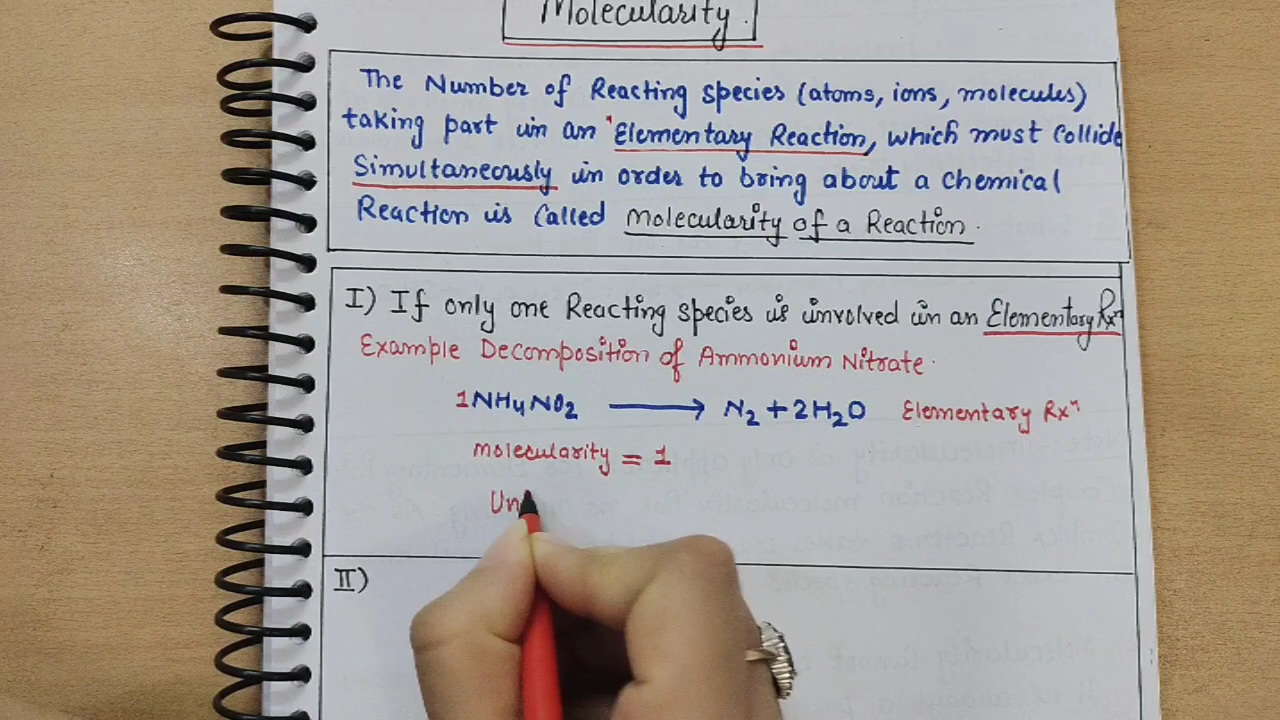 Molecularity.
The Number of Reacting species (atoms, ions, molecules)
taking part in an Elementary Reaction, which must collide
Simultaneously in order to bring about a chemical
Reaction is called molecularity of a Reaction.
I) If only one Reacting species is involved in an Elementary Rxⁿ
Example Decomposition of Ammonium Nitrate.
1NH4NO2 ⟶ N2 + 2H2O Elementary Rxⁿ
molecularity = 1
Un
II)